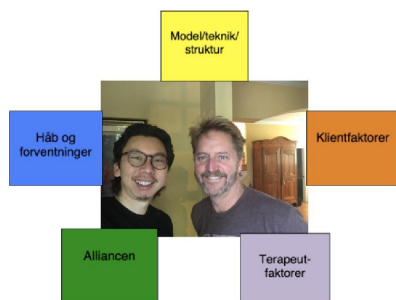 Model/teknik/
struktur
Håb og
forventninger
Klientfaktorer
Alliancen
Terapeut-
faktorer